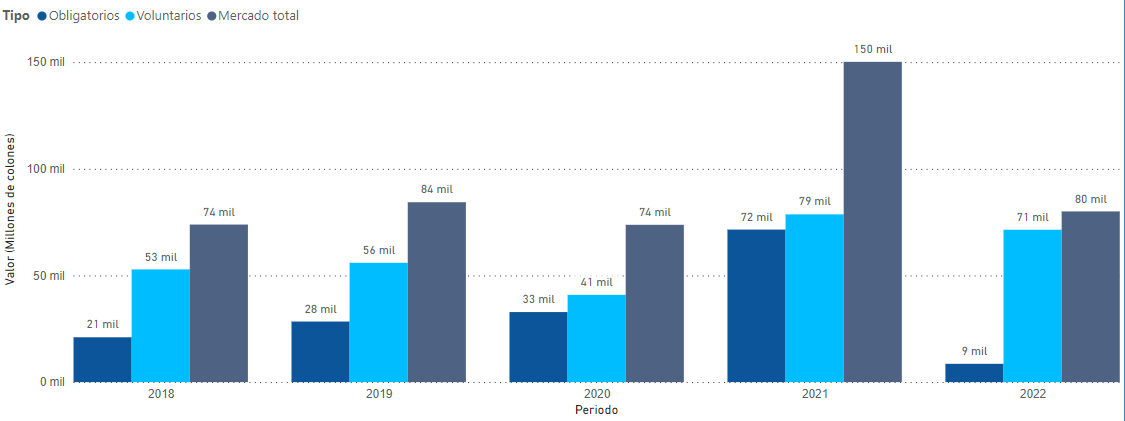 Tipo Obligatorios Voluntarios Mercado total
Valor (Millones de colones)
150 mil
100 mil
50 mil
0 mil
21 mil
53 mil
74 mil
28 mil
56 mil
84 mil
33 mil
41 mil
74 mil
72 mil
79 mil
150 mil
9 mil
71 mil
80 mil
2018 2019 2020 2021 2022
Periodo